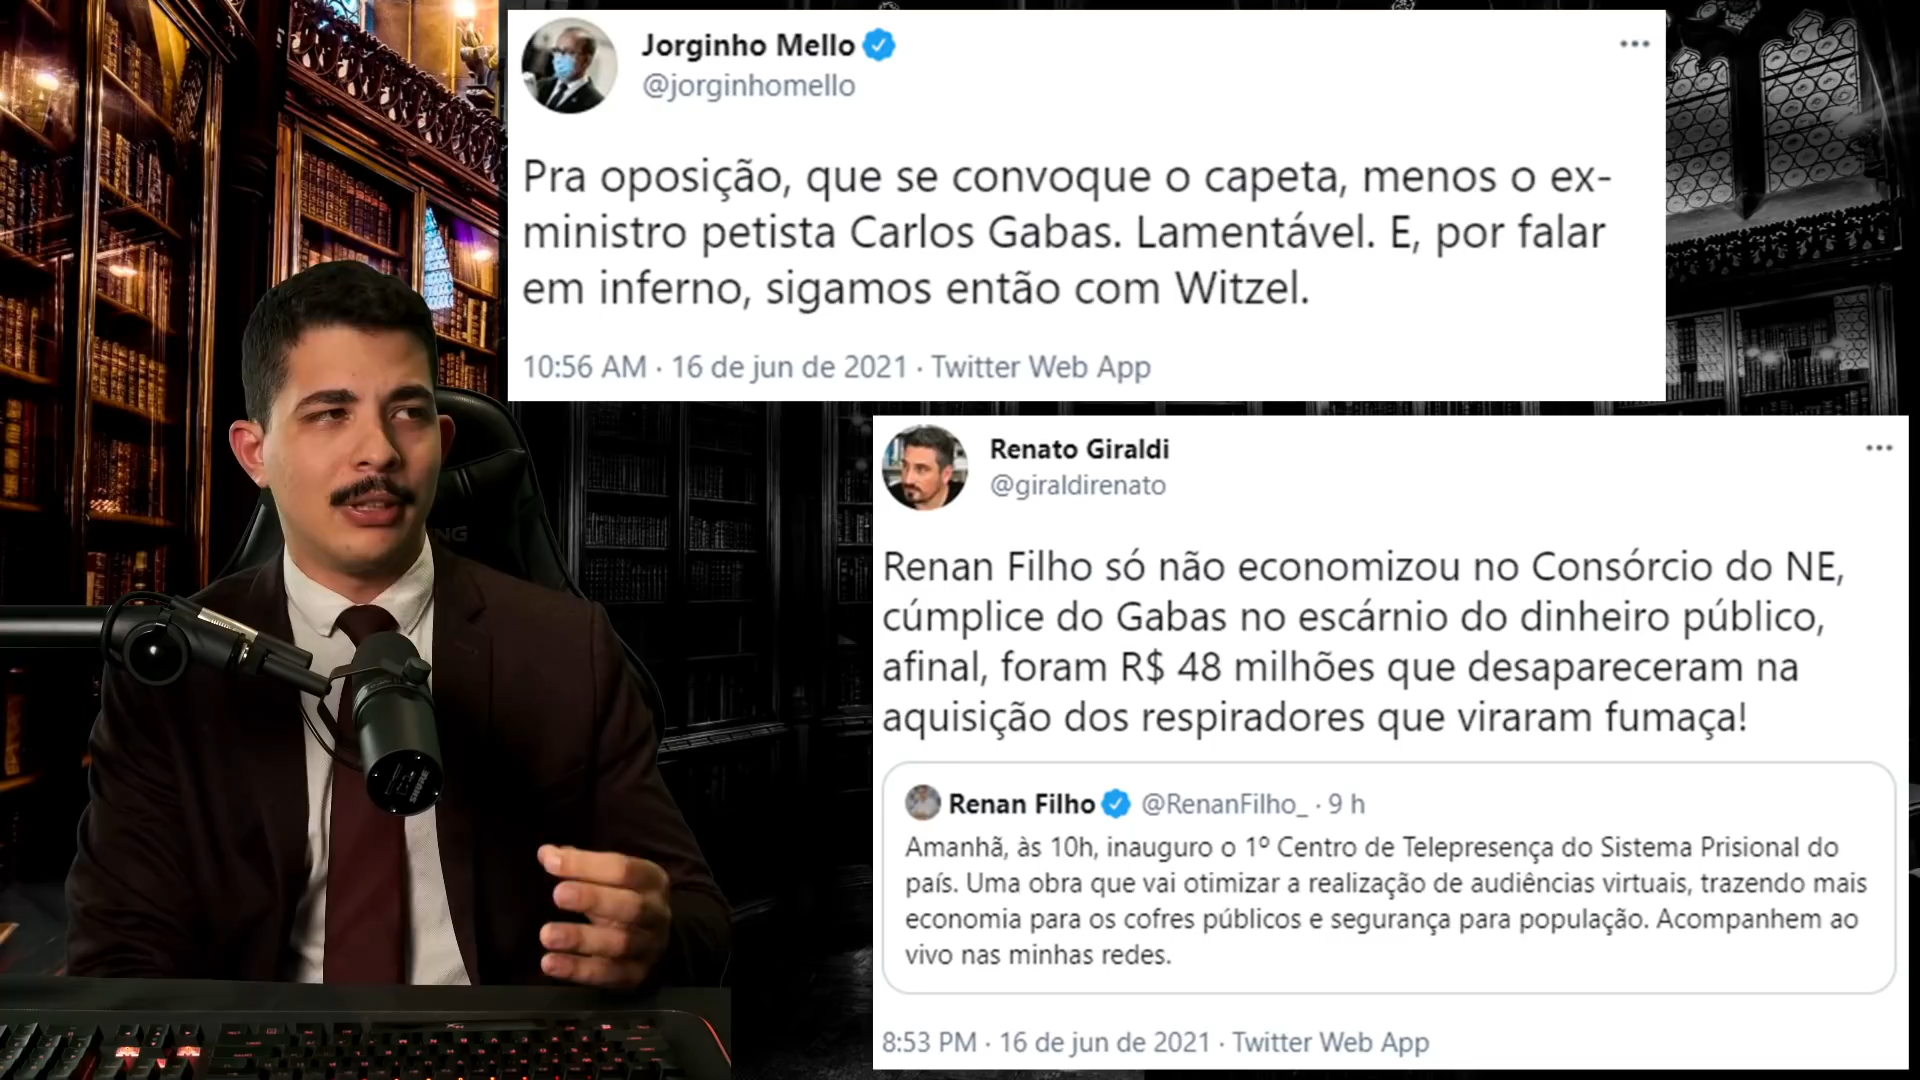 Jorginho Mello
@jorginhomello
Pra oposição, que se convoque o capeta, menos o ex-
ministro petista Carlos Gabas. Lamentável. E, por falar
em inferno, sigamos então com Witzel.
10:56 AM · 16 de jun de 2021 · Twitter Web App
Renato Giraldi
@giraldirenato
Renan Filho só não economizou no Consórcio do NE,
cúmplice do Gabas no escárnio do dinheiro público,
afinal, foram R$ 48 milhões que desapareceram na
aquisição dos respiradores que viraram fumaça!
Renan Filho @RenanFilho_ · 9 h
Amanhã, às 10h, inauguro o 1º Centro de Telepresença do Sistema Prisional do
país. Uma obra que vai otimizar a realização de audiências virtuais, trazendo mais
economia para os cofres públicos e segurança para população. Acompanhem ao
vivo nas minhas redes.
8:53 PM · 16 de jun de 2021 · Twitter Web App
SHURE